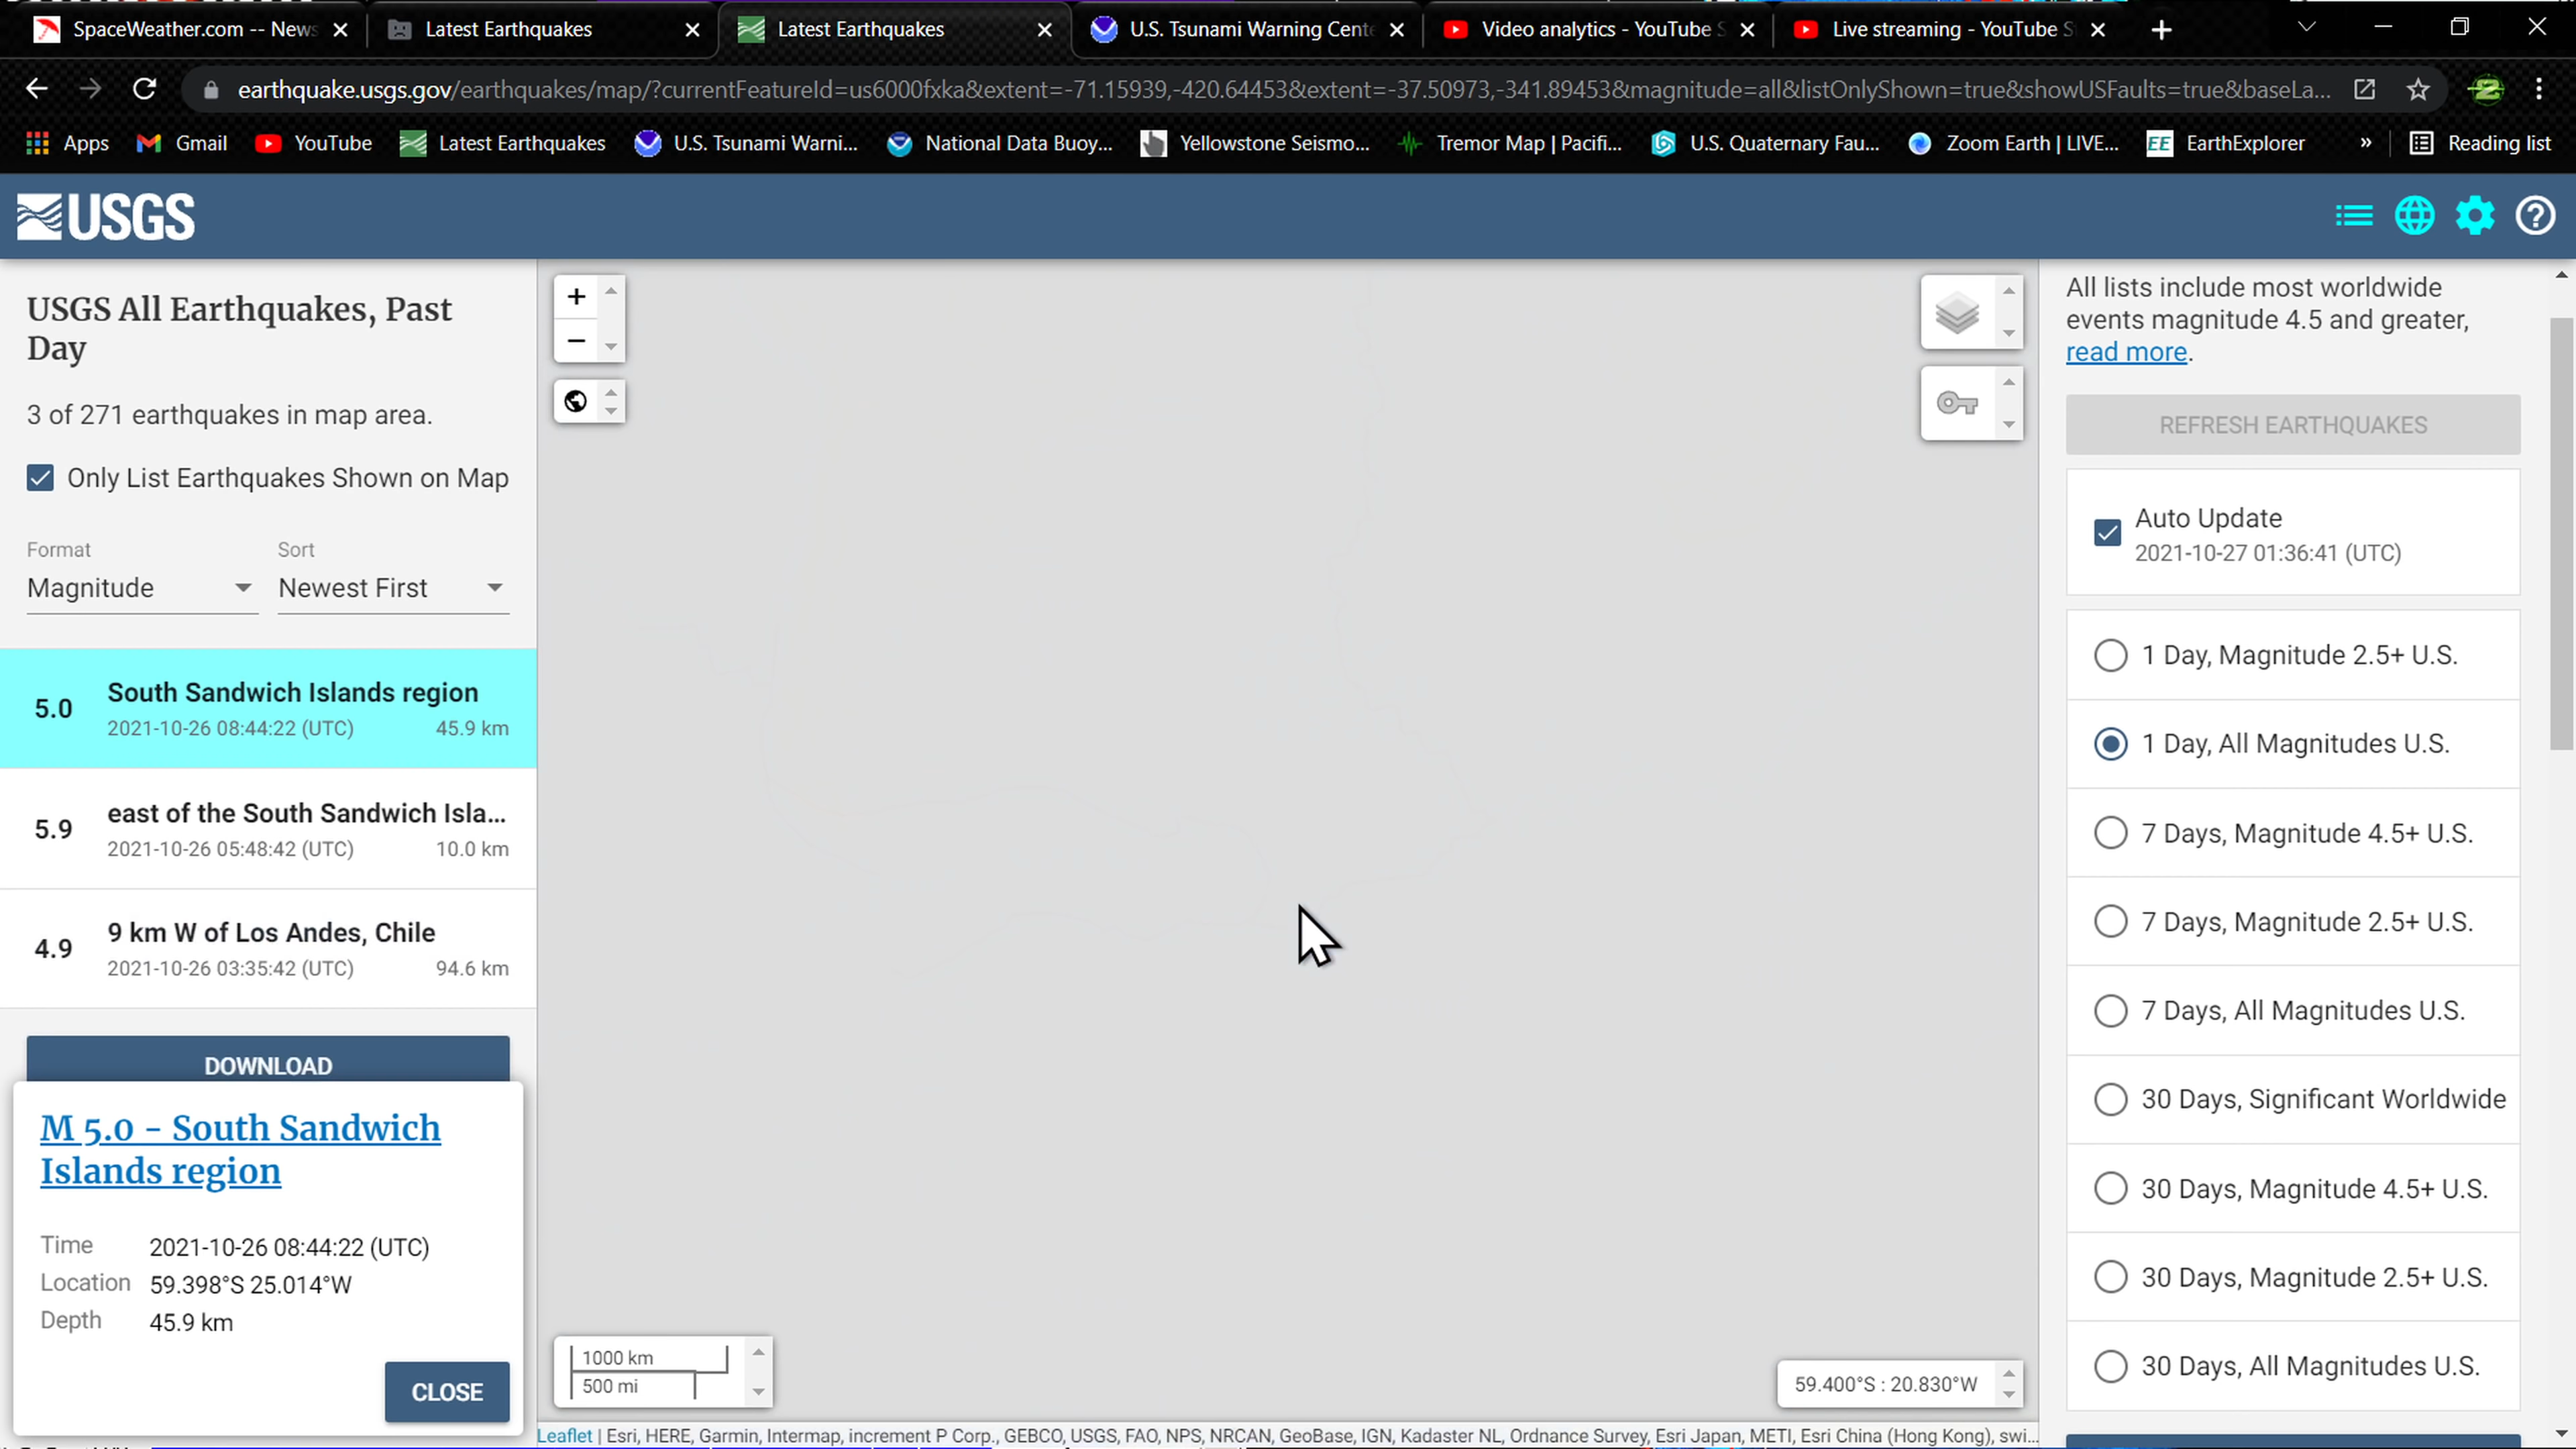 SpaceWeather.com -- News
Latest Earthquakes
Latest Earthquakes
U.S. Tsunami Warning Cente
Video analytics - YouTube S
Live streaming - YouTube S
earthquake.usgs.gov/earthquakes/map/?currentFeatureId=us6000fxka&extent=-71.15939,-420.64453&extent=-37.50973,-341.89453&magnitude=all&listOnlyShown=true&showUSFaults=true&baseLa...
Apps
Gmail
YouTube
Latest Earthquakes
U.S. Tsunami Warni...
National Data Buoy...
Yellowstone Seismo...
Tremor Map | Pacifi...
U.S. Quaternary Fau...
Zoom Earth | LIVE...
EE EarthExplorer
»
Reading list
USGS
USGS All Earthquakes, Past
Day
3 of 271 earthquakes in map area.
Only List Earthquakes Shown on Map
Format
Magnitude
Sort
Newest First
5.0 South Sandwich Islands region
2021-10-26 08:44:22 (UTC) 45.9 km
5.9 east of the South Sandwich Isla...
2021-10-26 05:48:42 (UTC) 10.0 km
4.9 9 km W of Los Andes, Chile
2021-10-26 03:35:42 (UTC) 94.6 km
DOWNLOAD
M 5.0 - South Sandwich
Islands region
Time 2021-10-26 08:44:22 (UTC)
Location 59.398°S 25.014°W
Depth 45.9 km
CLOSE
+
−
1000 km
500 mi
59.400°S : 20.830°W
Leaflet | Esri, HERE, Garmin, Intermap, increment P Corp., GEBCO, USGS, FAO, NPS, NRCAN, GeoBase, IGN, Kadaster NL, Ordnance Survey, Esri Japan, METI, Esri China (Hong Kong), swi...
All lists include most worldwide
events magnitude 4.5 and greater,
read more.
REFRESH EARTHQUAKES
Auto Update
2021-10-27 01:36:41 (UTC)
1 Day, Magnitude 2.5+ U.S.
1 Day, All Magnitudes U.S.
7 Days, Magnitude 4.5+ U.S.
7 Days, Magnitude 2.5+ U.S.
7 Days, All Magnitudes U.S.
30 Days, Significant Worldwide
30 Days, Magnitude 4.5+ U.S.
30 Days, Magnitude 2.5+ U.S.
30 Days, All Magnitudes U.S.